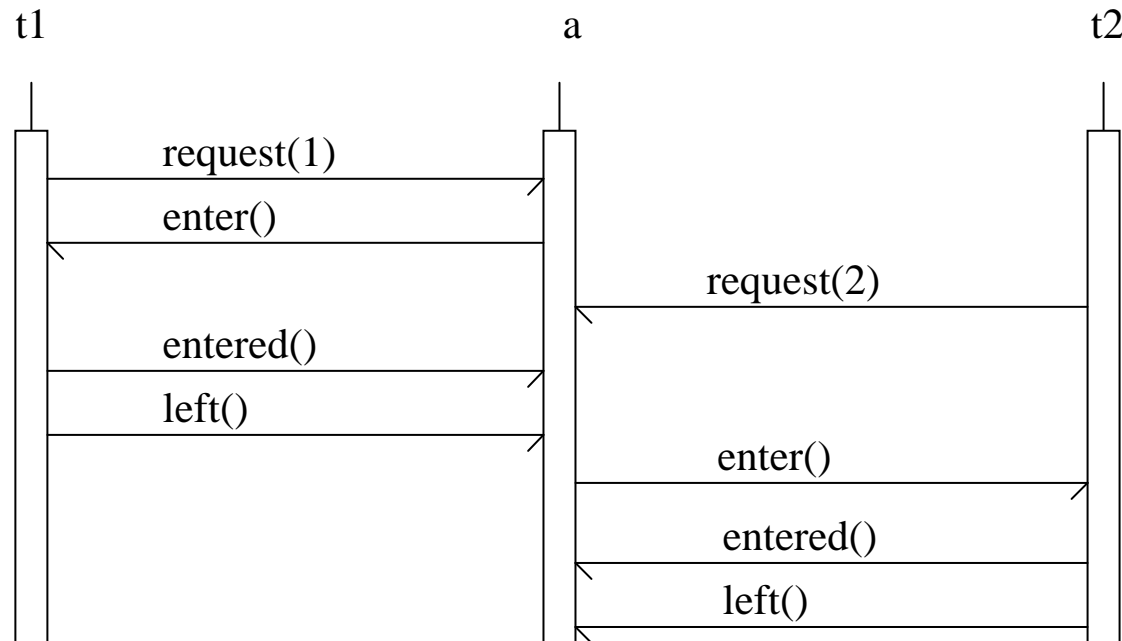 t1 a t2
request(1)
enter()
request(2)
entered()
left()
enter()
entered()
left()